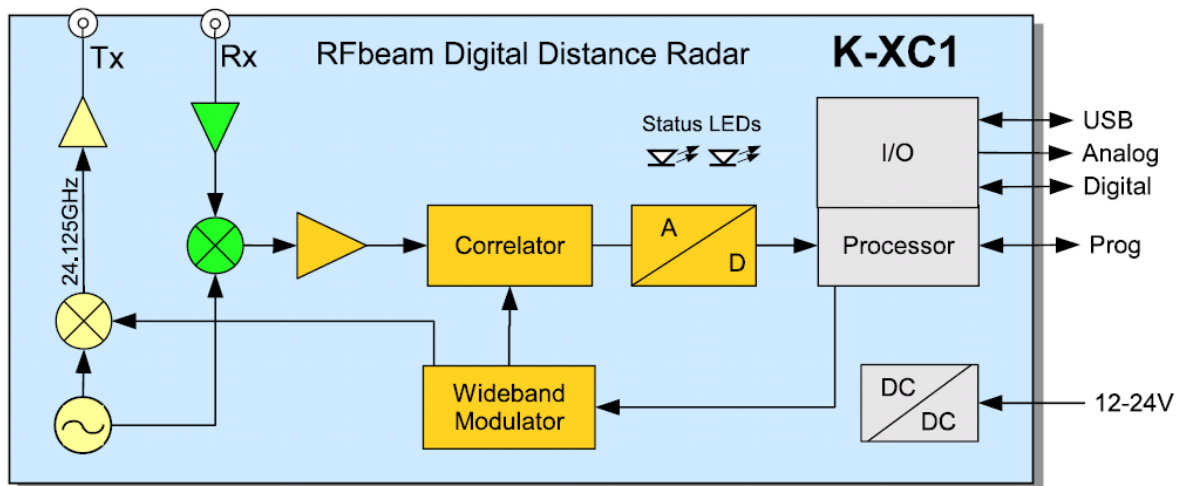 Tx
Rx
RFbeam Digital Distance Radar
K-XC1
Status LEDs
I/O
USB
Analog
Digital
24.125GHz
Correlator
A
D
Processor
Prog
Wideband
Modulator
DC
DC
12-24V